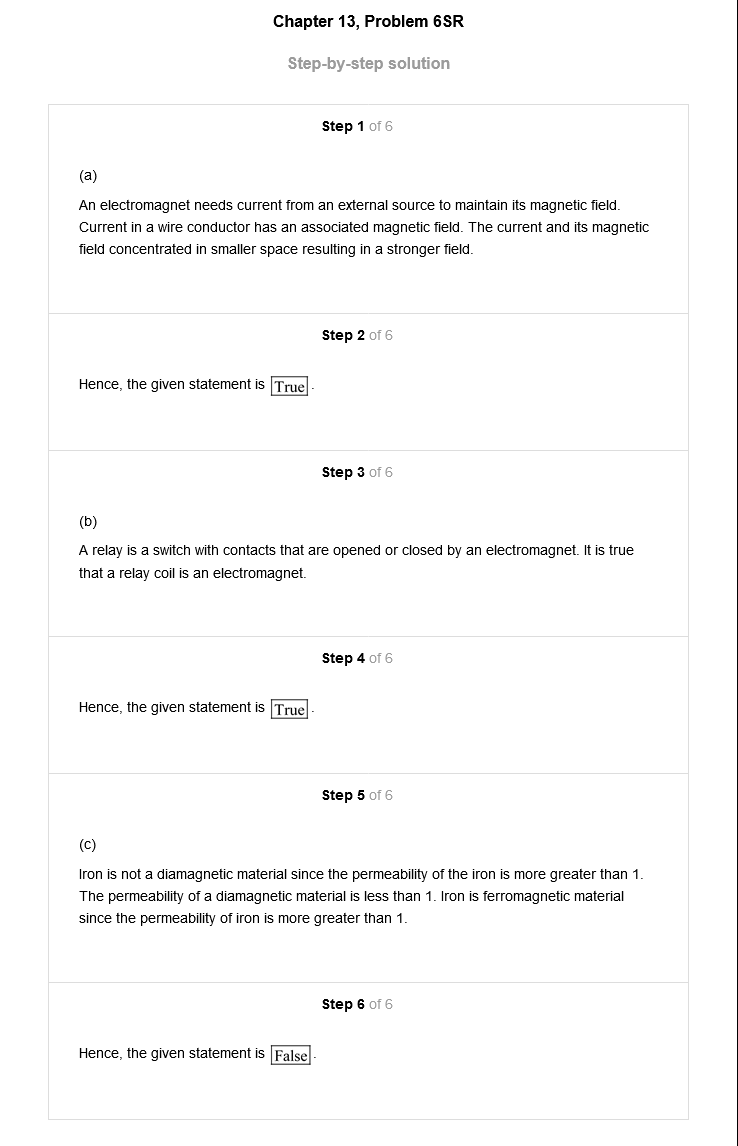 Chapter 13, Problem 6SR
Step-by-step solution
Step 1 of 6
(a)
An electromagnet needs current from an external source to maintain its magnetic field.
Current in a wire conductor has an associated magnetic field. The current and its magnetic
field concentrated in smaller space resulting in a stronger field.
Step 2 of 6
Hence, the given statement is True.
Step 3 of 6
(b)
A relay is a switch with contacts that are opened or closed by an electromagnet. It is true
that a relay coil is an electromagnet.
Step 4 of 6
Hence, the given statement is True.
Step 5 of 6
(c)
Iron is not a diamagnetic material since the permeability of the iron is more greater than 1.
The permeability of a diamagnetic material is less than 1. Iron is ferromagnetic material
since the permeability of iron is more greater than 1.
Step 6 of 6
Hence, the given statement is False.